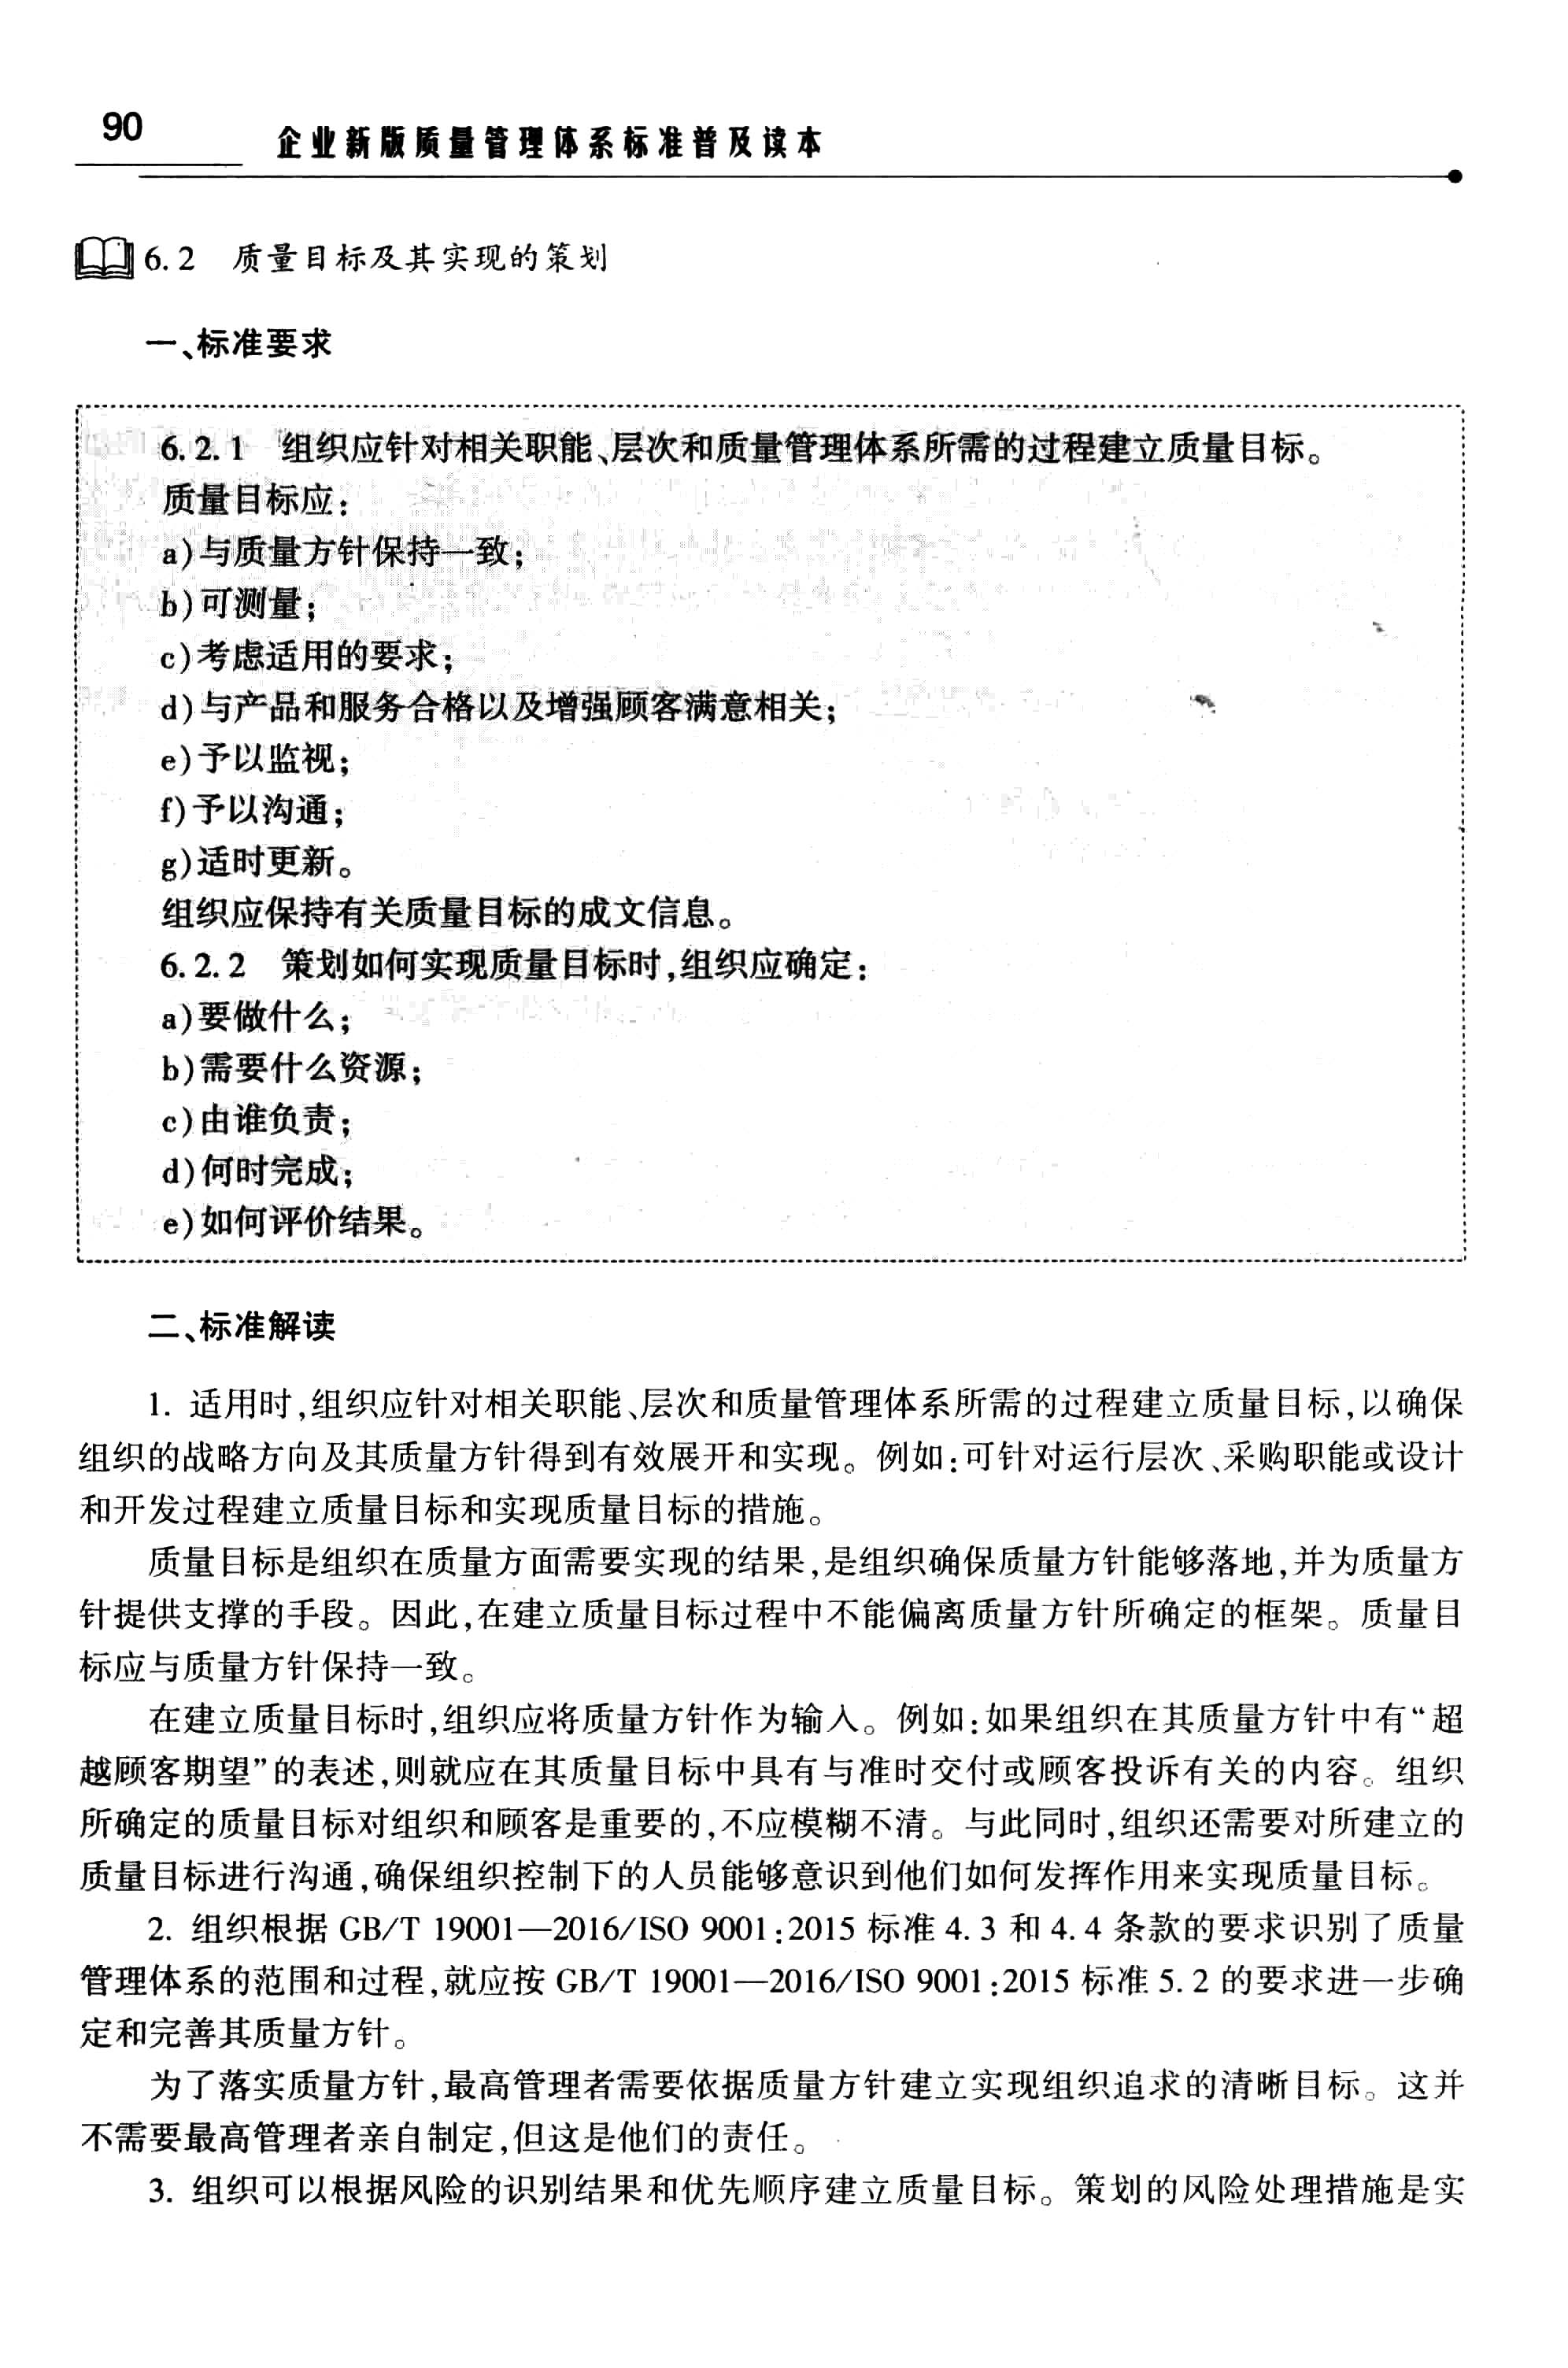 90
企业新版质量管理体系标准普及读本
6.2 质量目标及其实现的策划
一、标准要求
6.2.1 组织应针对相关职能、层次和质量管理体系所需的过程建立质量目标。
质量目标应:
a)与质量方针保持一致;
b)可测量;
c)考虑适用的要求;
d)与产品和服务合格以及增强顾客满意相关;
e)予以监视;
f)予以沟通;
g)适时更新。
组织应保持有关质量目标的成文信息。
6.2.2 策划如何实现质量目标时,组织应确定:
a)要做什么;
b)需要什么资源;
c)由谁负责;
d)何时完成;
e)如何评价结果。
二、标准解读
1. 适用时,组织应针对相关职能、层次和质量管理体系所需的过程建立质量目标,以确保
组织的战略方向及其质量方针得到有效展开和实现。例如:可针对运行层次、采购职能或设计
和开发过程建立质量目标和实现质量目标的措施。
质量目标是组织在质量方面需要实现的结果,是组织确保质量方针能够落地,并为质量方
针提供支撑的手段。因此,在建立质量目标过程中不能偏离质量方针所确定的框架。质量目
标应与质量方针保持一致。
在建立质量目标时,组织应将质量方针作为输入。例如:如果组织在其质量方针中有“超
越顾客期望”的表述,则就应在其质量目标中具有与准时交付或顾客投诉有关的内容。组织
所确定的质量目标对组织和顾客是重要的,不应模糊不清。与此同时,组织还需要对所建立的
质量目标进行沟通,确保组织控制下的人员能够意识到他们如何发挥作用来实现质量目标。
2. 组织根据 GB/T 19001—2016/ISO 9001:2015 标准 4.3 和 4.4 条款的要求识别了质量
管理体系的范围和过程,就应按 GB/T 19001—2016/ISO 9001:2015 标准 5.2 的要求进一步确
定和完善其质量方针。
为了落实质量方针,最高管理者需要依据质量方针建立实现组织追求的清晰目标。这并
不需要最高管理者亲自制定,但这是他们的责任。
3. 组织可以根据风险的识别结果和优先顺序建立质量目标。策划的风险处理措施是实